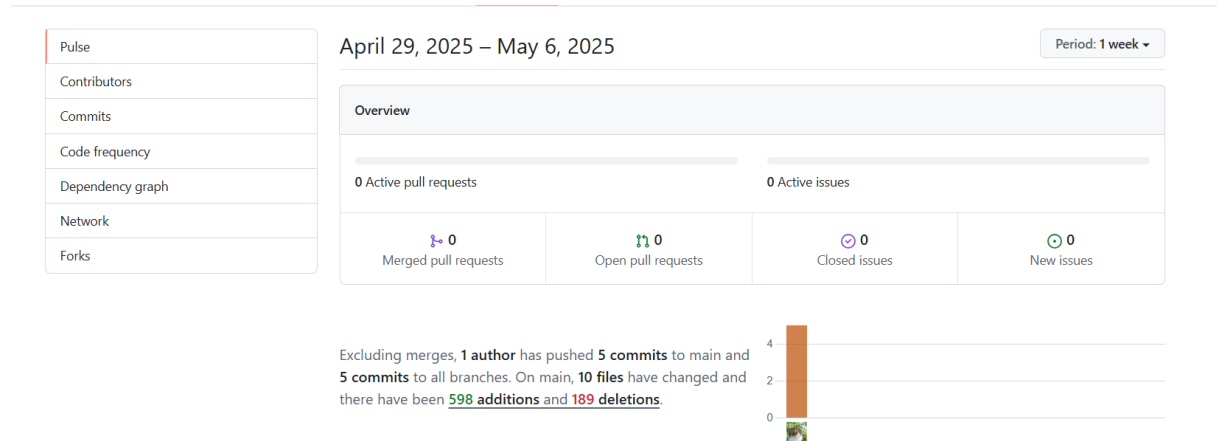 Pulse
Contributors
Commits
Code frequency
Dependency graph
Network
Forks
April 29, 2025 – May 6, 2025
Period: 1 week
Overview
0 Active pull requests
0 Active issues
0
Merged pull requests
0
Open pull requests
0
Closed issues
0
New issues
Excluding merges, 1 author has pushed 5 commits to main and
5 commits to all branches. On main, 10 files have changed and
there have been 598 additions and 189 deletions.
4
2
0